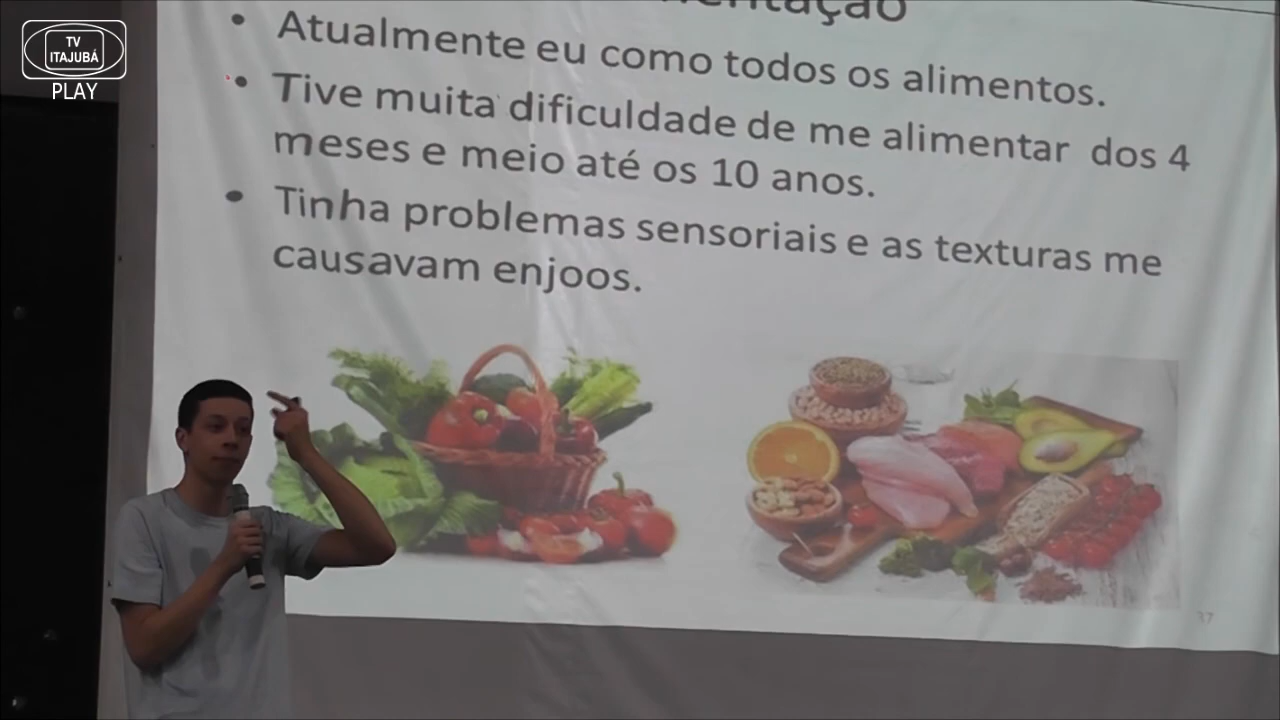 TV
ITAJUBÁ
PLAY
• Atualmente eu como todos os alimentos.
• Tive muita dificuldade de me alimentar dos 4
meses e meio até os 10 anos.
• Tinha problemas sensoriais e as texturas me
causavam enjoos.
37